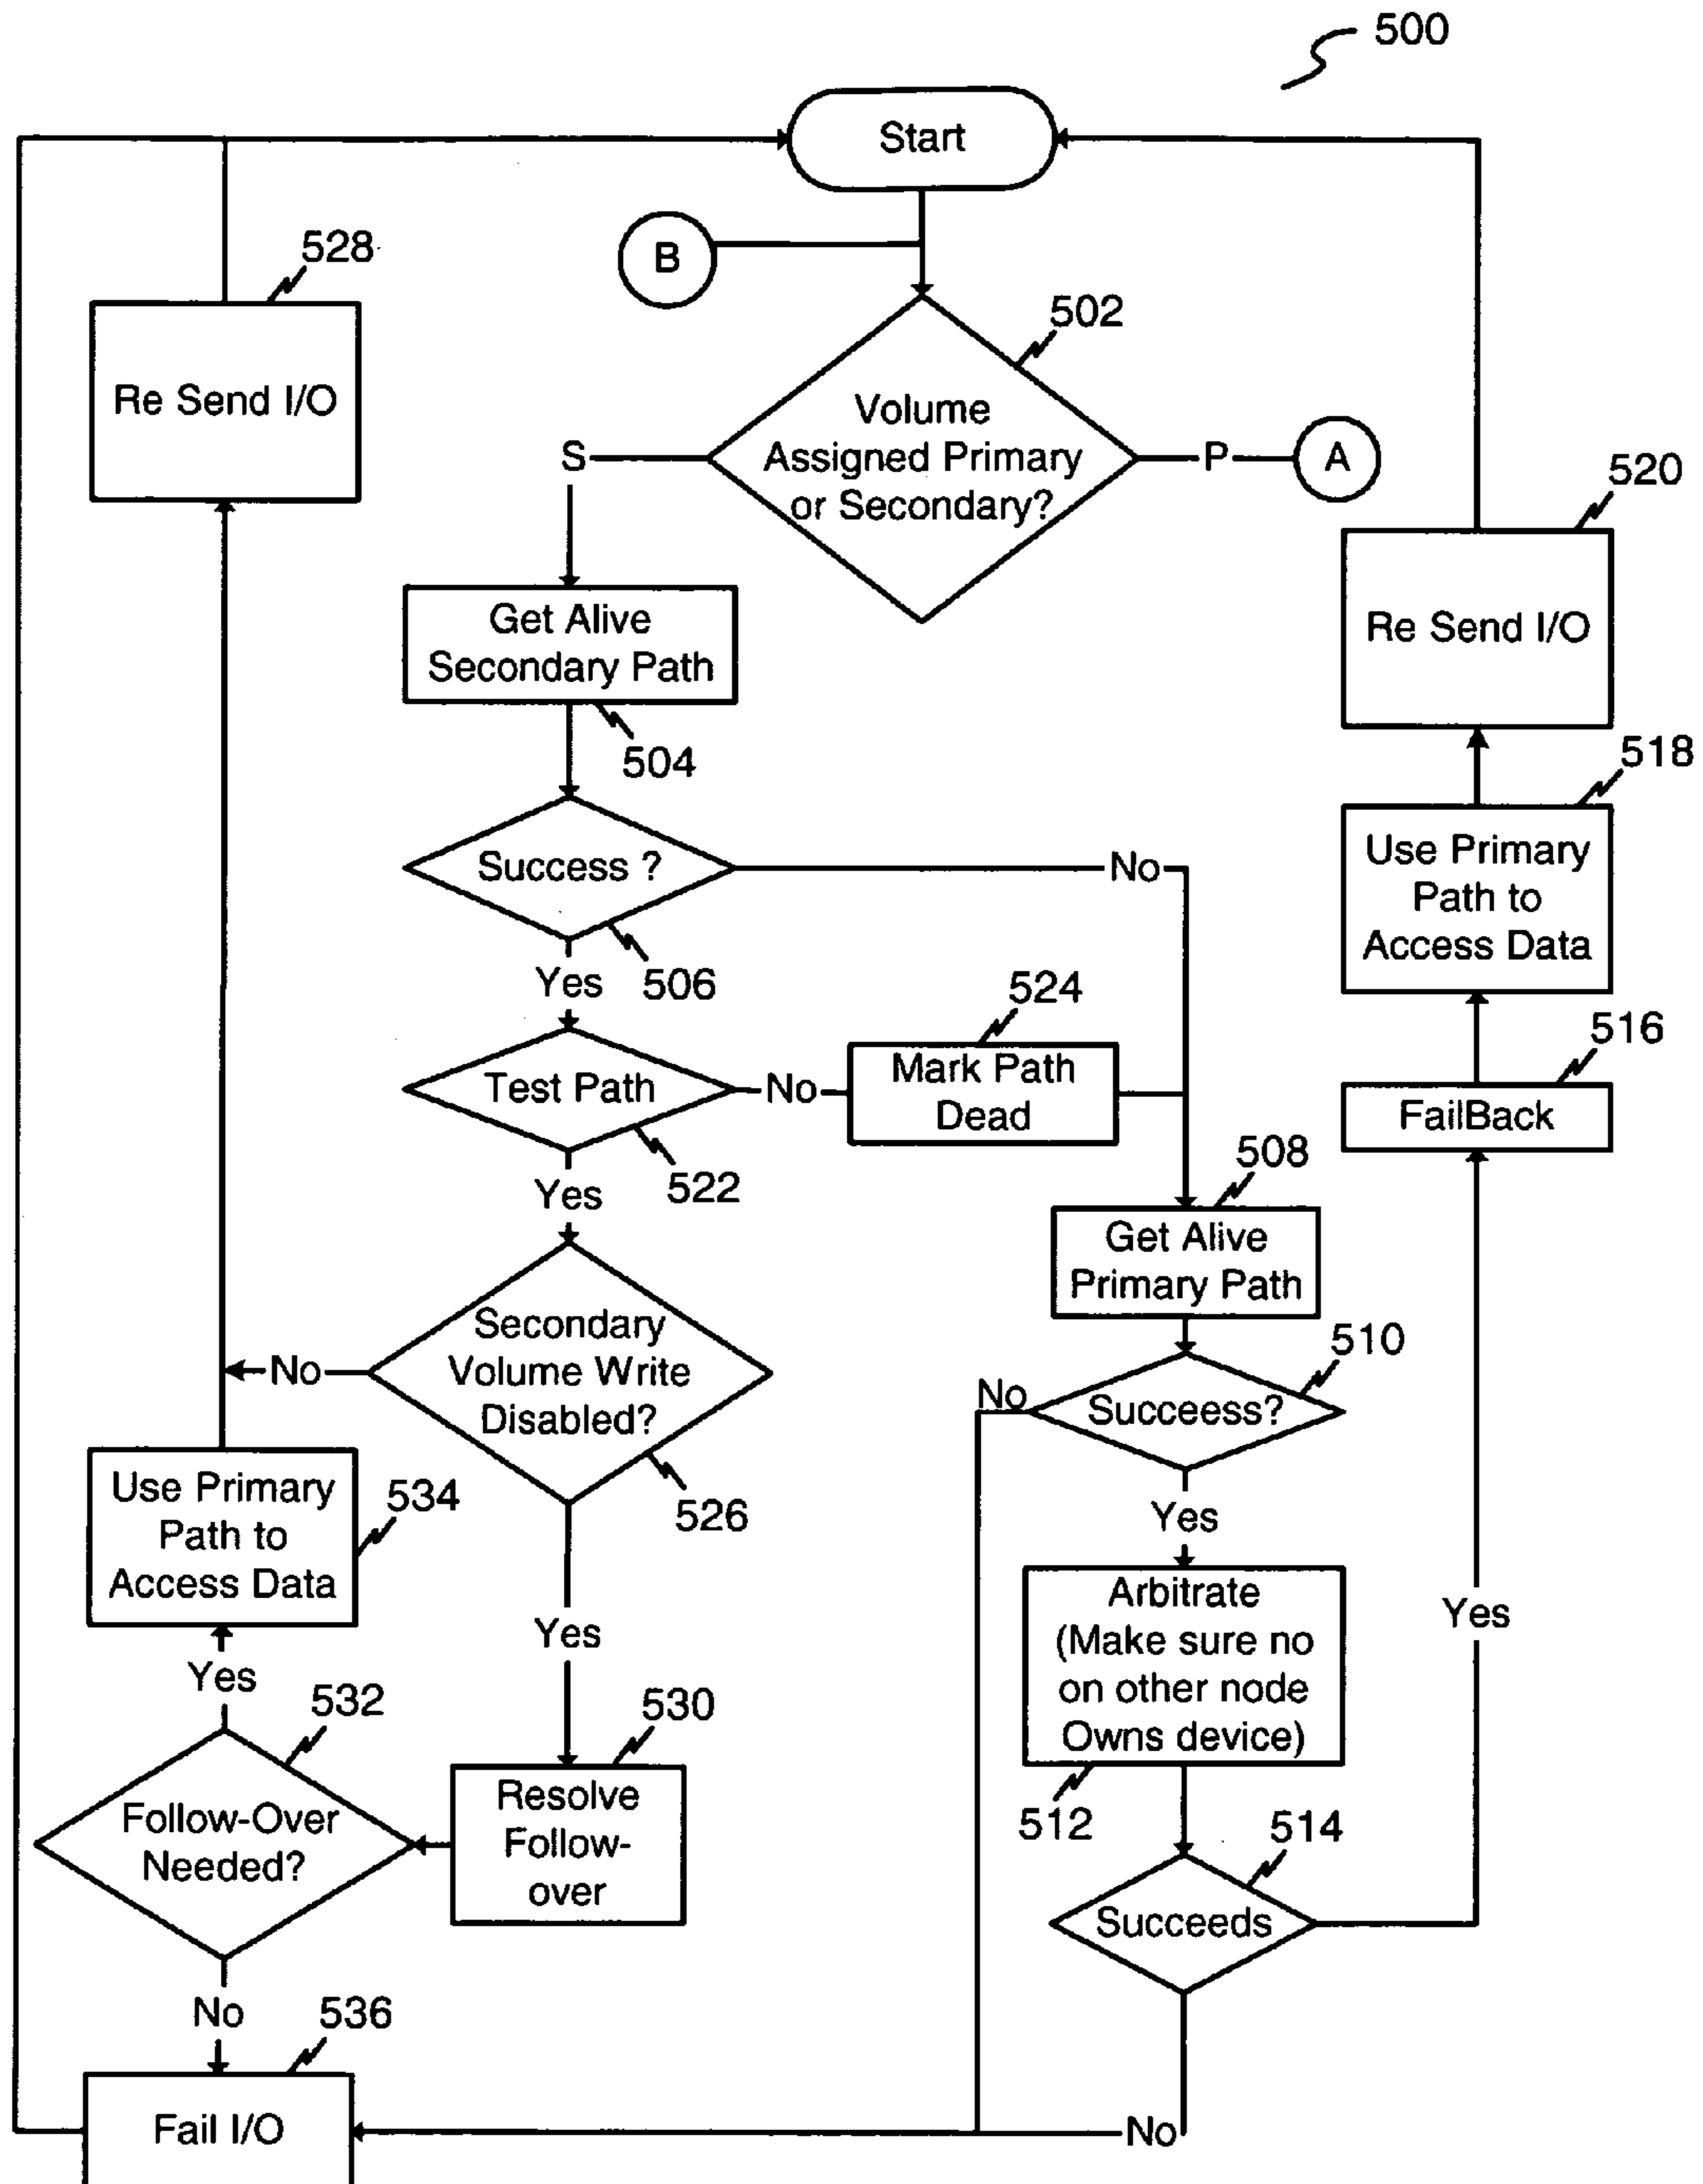 500
Start
B
528
502
Volume
Assigned Primary
or Secondary?
S
P
A
Re Send I/O
520
Get Alive
Secondary Path
504
Re Send I/O
518
Success ?
No
Use Primary
Path to
Access Data
Yes
506
524
516
Test Path
No
Mark Path
Dead
FailBack
522
Yes
508
Get Alive
Primary Path
Secondary
Volume Write
Disabled?
No
510
No
Succeess?
526
Use Primary
Path to
Access Data
534
Yes
Arbitrate
(Make sure no
on other node
Owns device)
Yes
Yes
Yes
532
530
512
514
Follow-Over
Needed?
Resolve
Follow-
over
Succeeds
No
536
Fail I/O
No